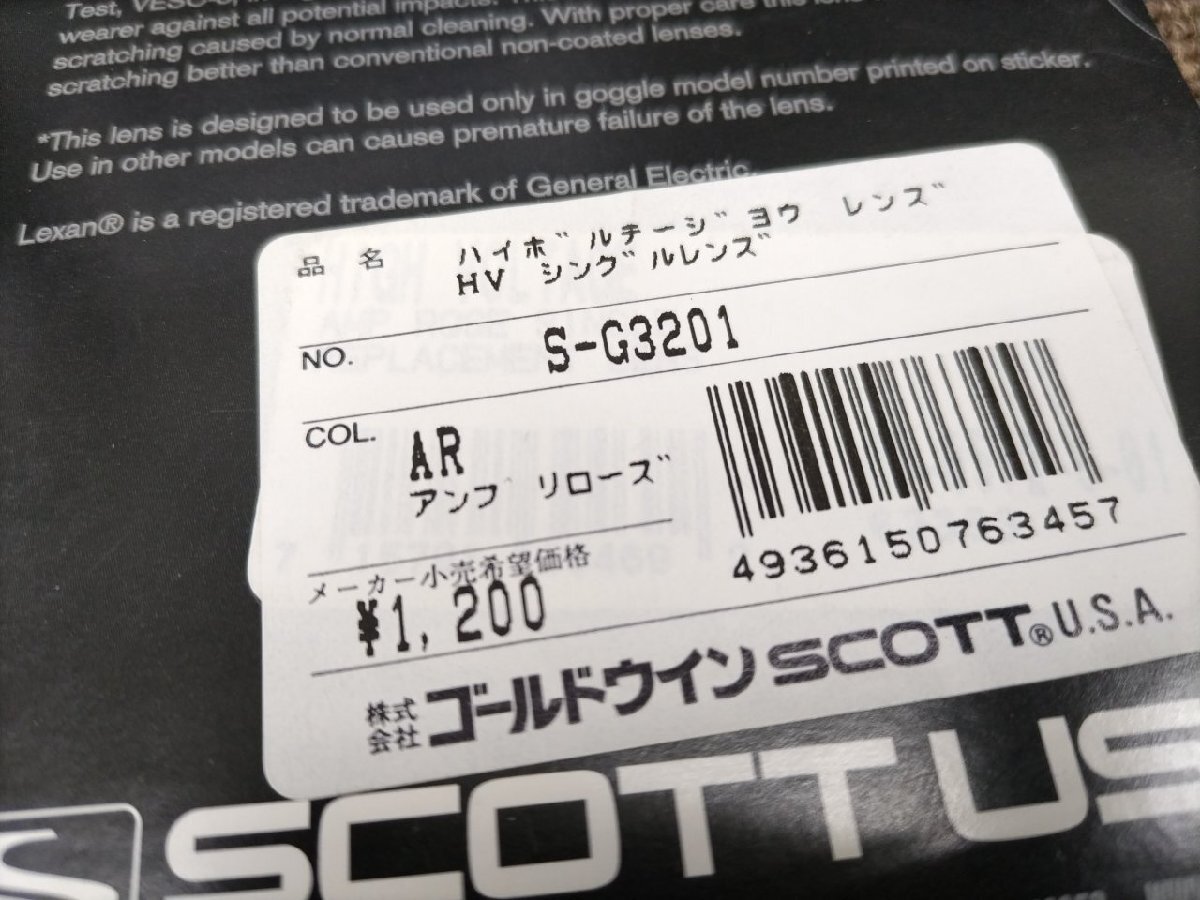 Test, VESC-8,
wearer against all potential impacts. This
scratching caused by normal cleaning. With proper care this lens
scratching better than conventional non-coated lenses.
*This lens is designed to be used only in goggle model number printed on sticker.
Use in other models can cause premature failure of the lens.
Lexan® is a registered trademark of General Electric.
品 名 ハイボルテージヨウ レンズ
HV シングルレンズ
NO. S-G3201
COL. AR
アンプ リローズ
4936150763457
メーカー小売希望価格
¥1,200
株式会社 ゴールドウイン SCOTT® U.S.A.
SCOTT US